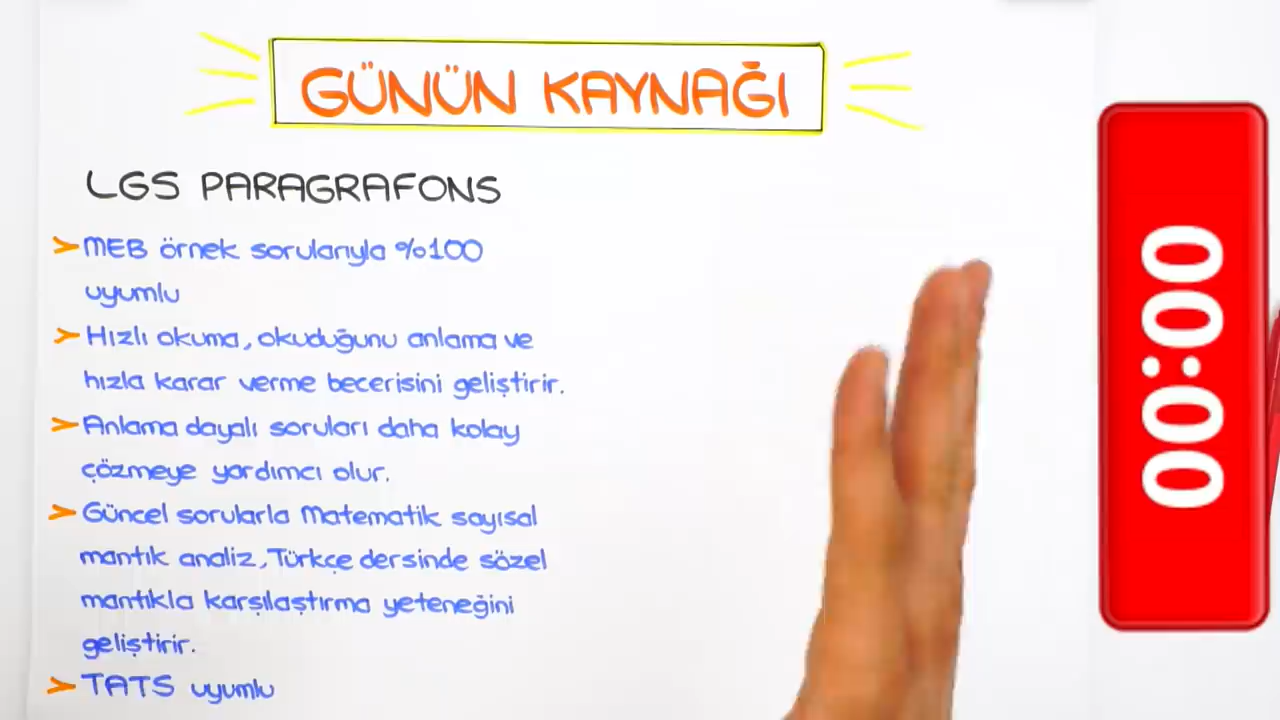 GÜNÜN KAYNAĞI
LGS PARAGRAFONS
➤ MEB örnek sorularıyla %100
uyumlu
➤ Hızlı okuma, okuduğunu anlama ve
hızla karar verme becerisini geliştirir.
➤ Anlama dayalı soruları daha kolay
çözmeye yardımcı olur.
➤ Güncel sorularla Matematik sayısal
mantık analiz, Türkçe dersinde sözel
mantıkla karşılaştırma yeteneğini
geliştirir.
➤ TATS uyumlu
00:00